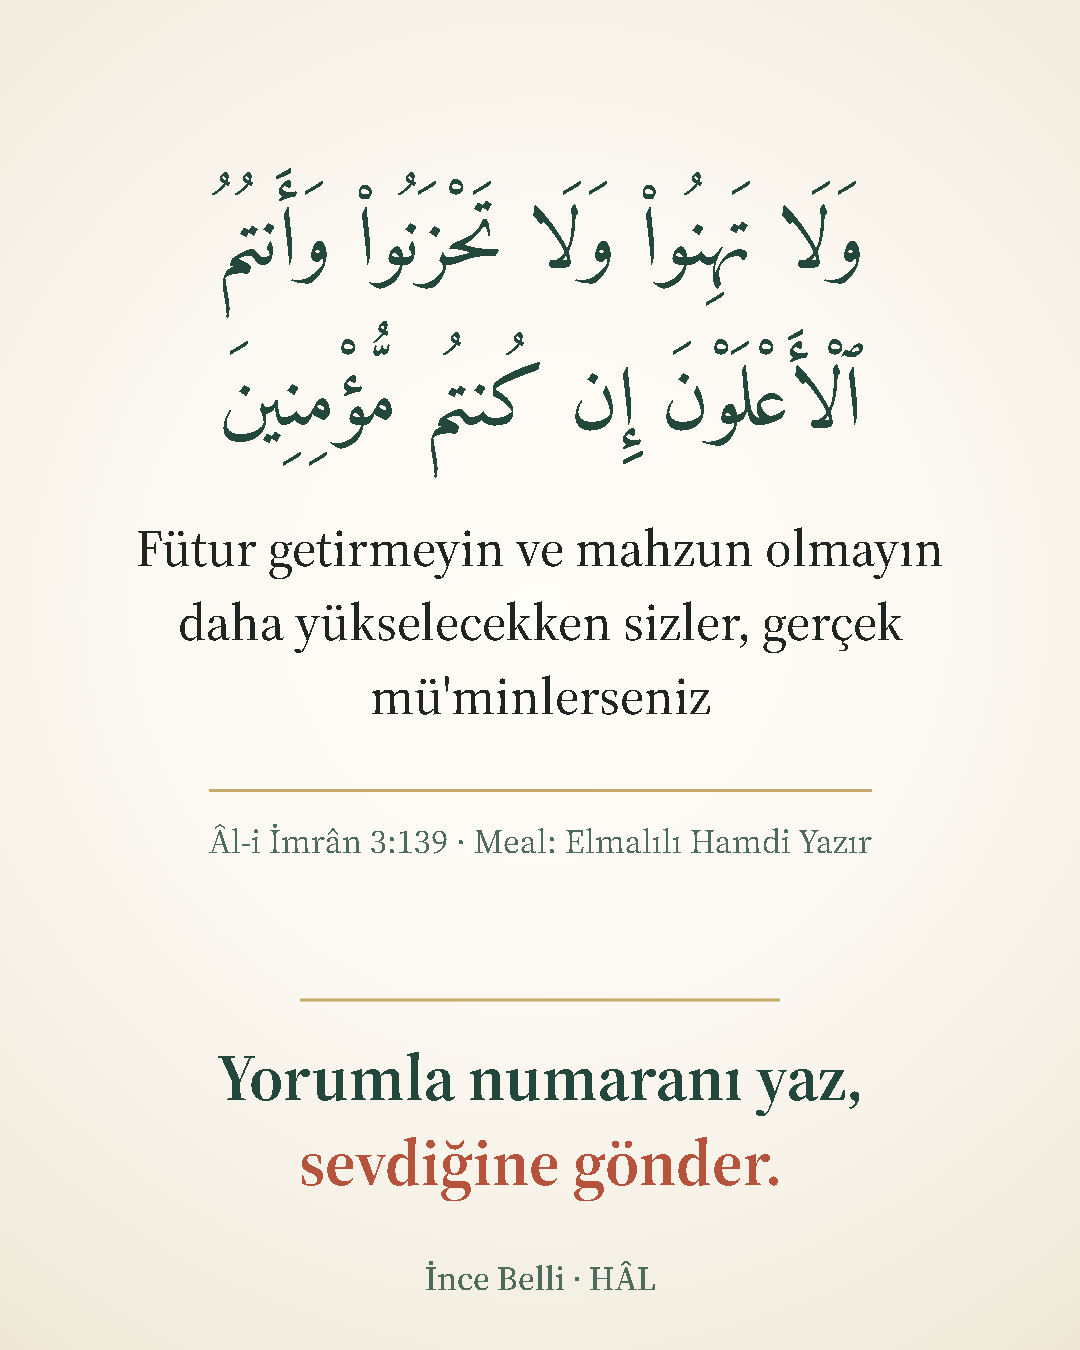 وَلَا تَهِنُوا۟ وَلَا تَحْزَنُوا۟ وَأَنتُمُ
ٱلْأَعْلَوْنَ إِن كُنتُم مُّؤْمِنِينَ
Fütur getirmeyin ve mahzun olmayın
daha yükselecekken sizler, gerçek
mü'minlerseniz
Âl-i İmrân 3:139 · Meal: Elmalılı Hamdi Yazır
Yorumla numaranı yaz,
sevdiğine gönder.
İnce Belli · HÂL